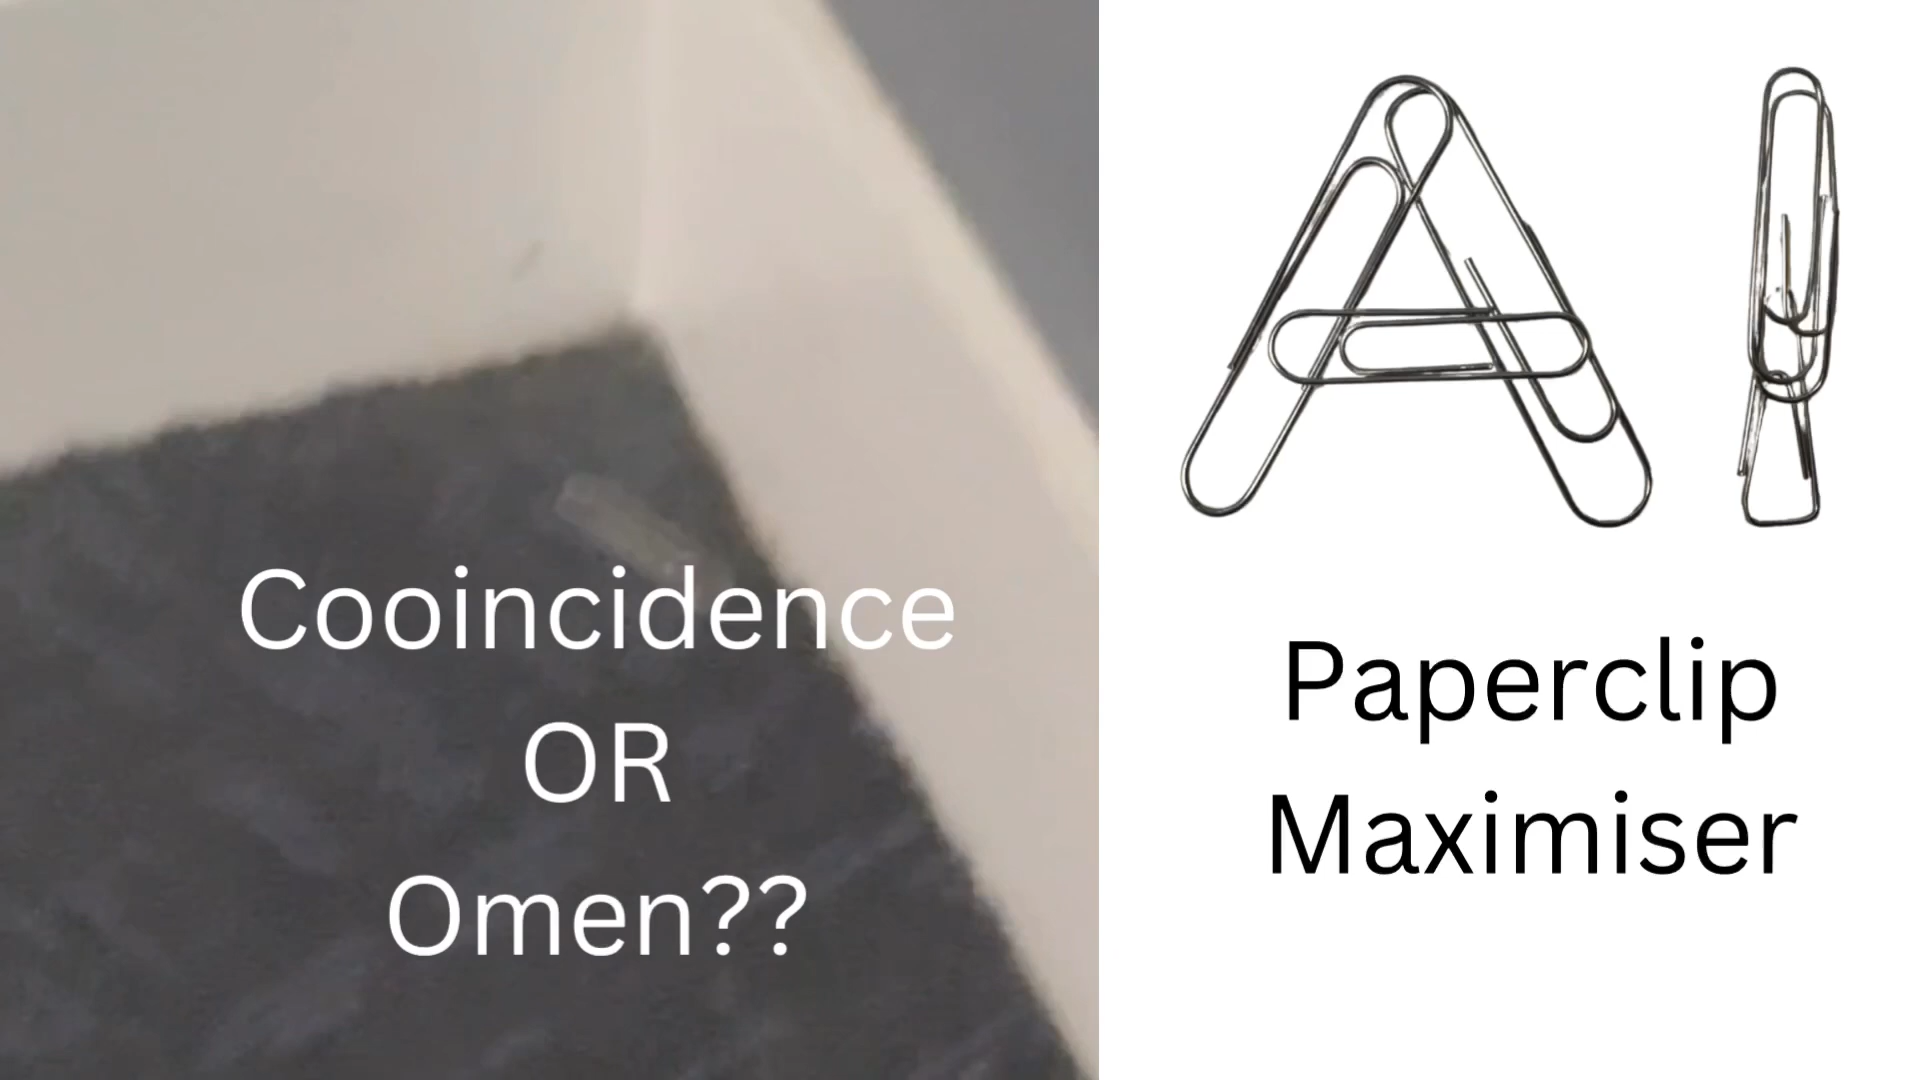 Cooincidence
OR
Omen??
AI
Paperclip
Maximiser